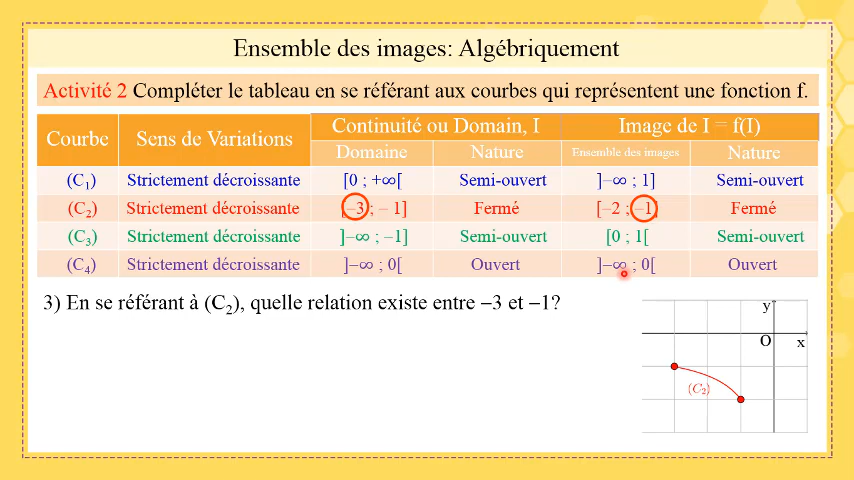 Ensemble des images: Algébriquement
Activité 2 Compléter le tableau en se référant aux courbes qui représentent une fonction f.
Courbe Sens de Variations Continuité ou Domain, I Image de I = f(I)
Domaine Nature Ensemble des images Nature
(C1) Strictement décroissante [0 ; +∞[ Semi-ouvert ]–∞ ; 1] Semi-ouvert
(C2) Strictement décroissante [–3 ; – 1] Fermé [–2 ; –1] Fermé
(C3) Strictement décroissante ]–∞ ; –1] Semi-ouvert [0 ; 1[ Semi-ouvert
(C4) Strictement décroissante ]–∞ ; 0[ Ouvert ]–∞ ; 0[ Ouvert
3) En se référant à (C2), quelle relation existe entre –3 et –1?
y
O x
(C2)